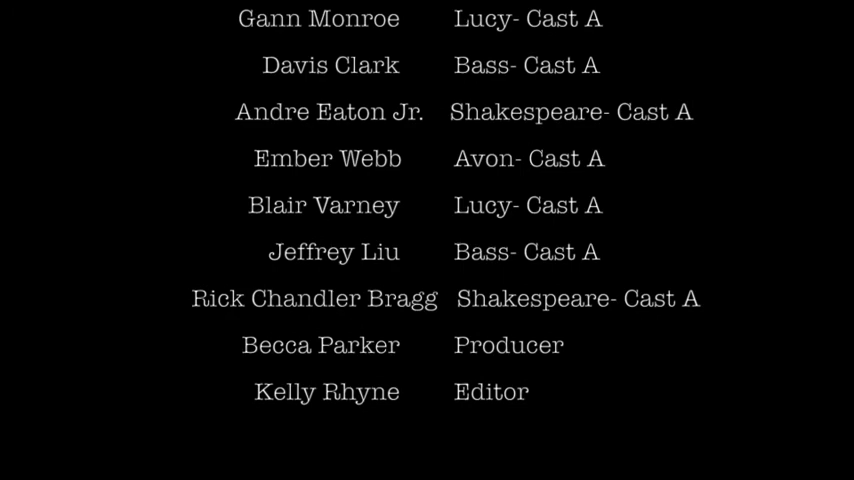 Gann Monroe Lucy- Cast A
Davis Clark Bass- Cast A
Andre Eaton Jr. Shakespeare- Cast A
Ember Webb Avon- Cast A
Blair Varney Lucy- Cast A
Jeffrey Liu Bass- Cast A
Rick Chandler Bragg Shakespeare- Cast A
Becca Parker Producer
Kelly Rhyne Editor